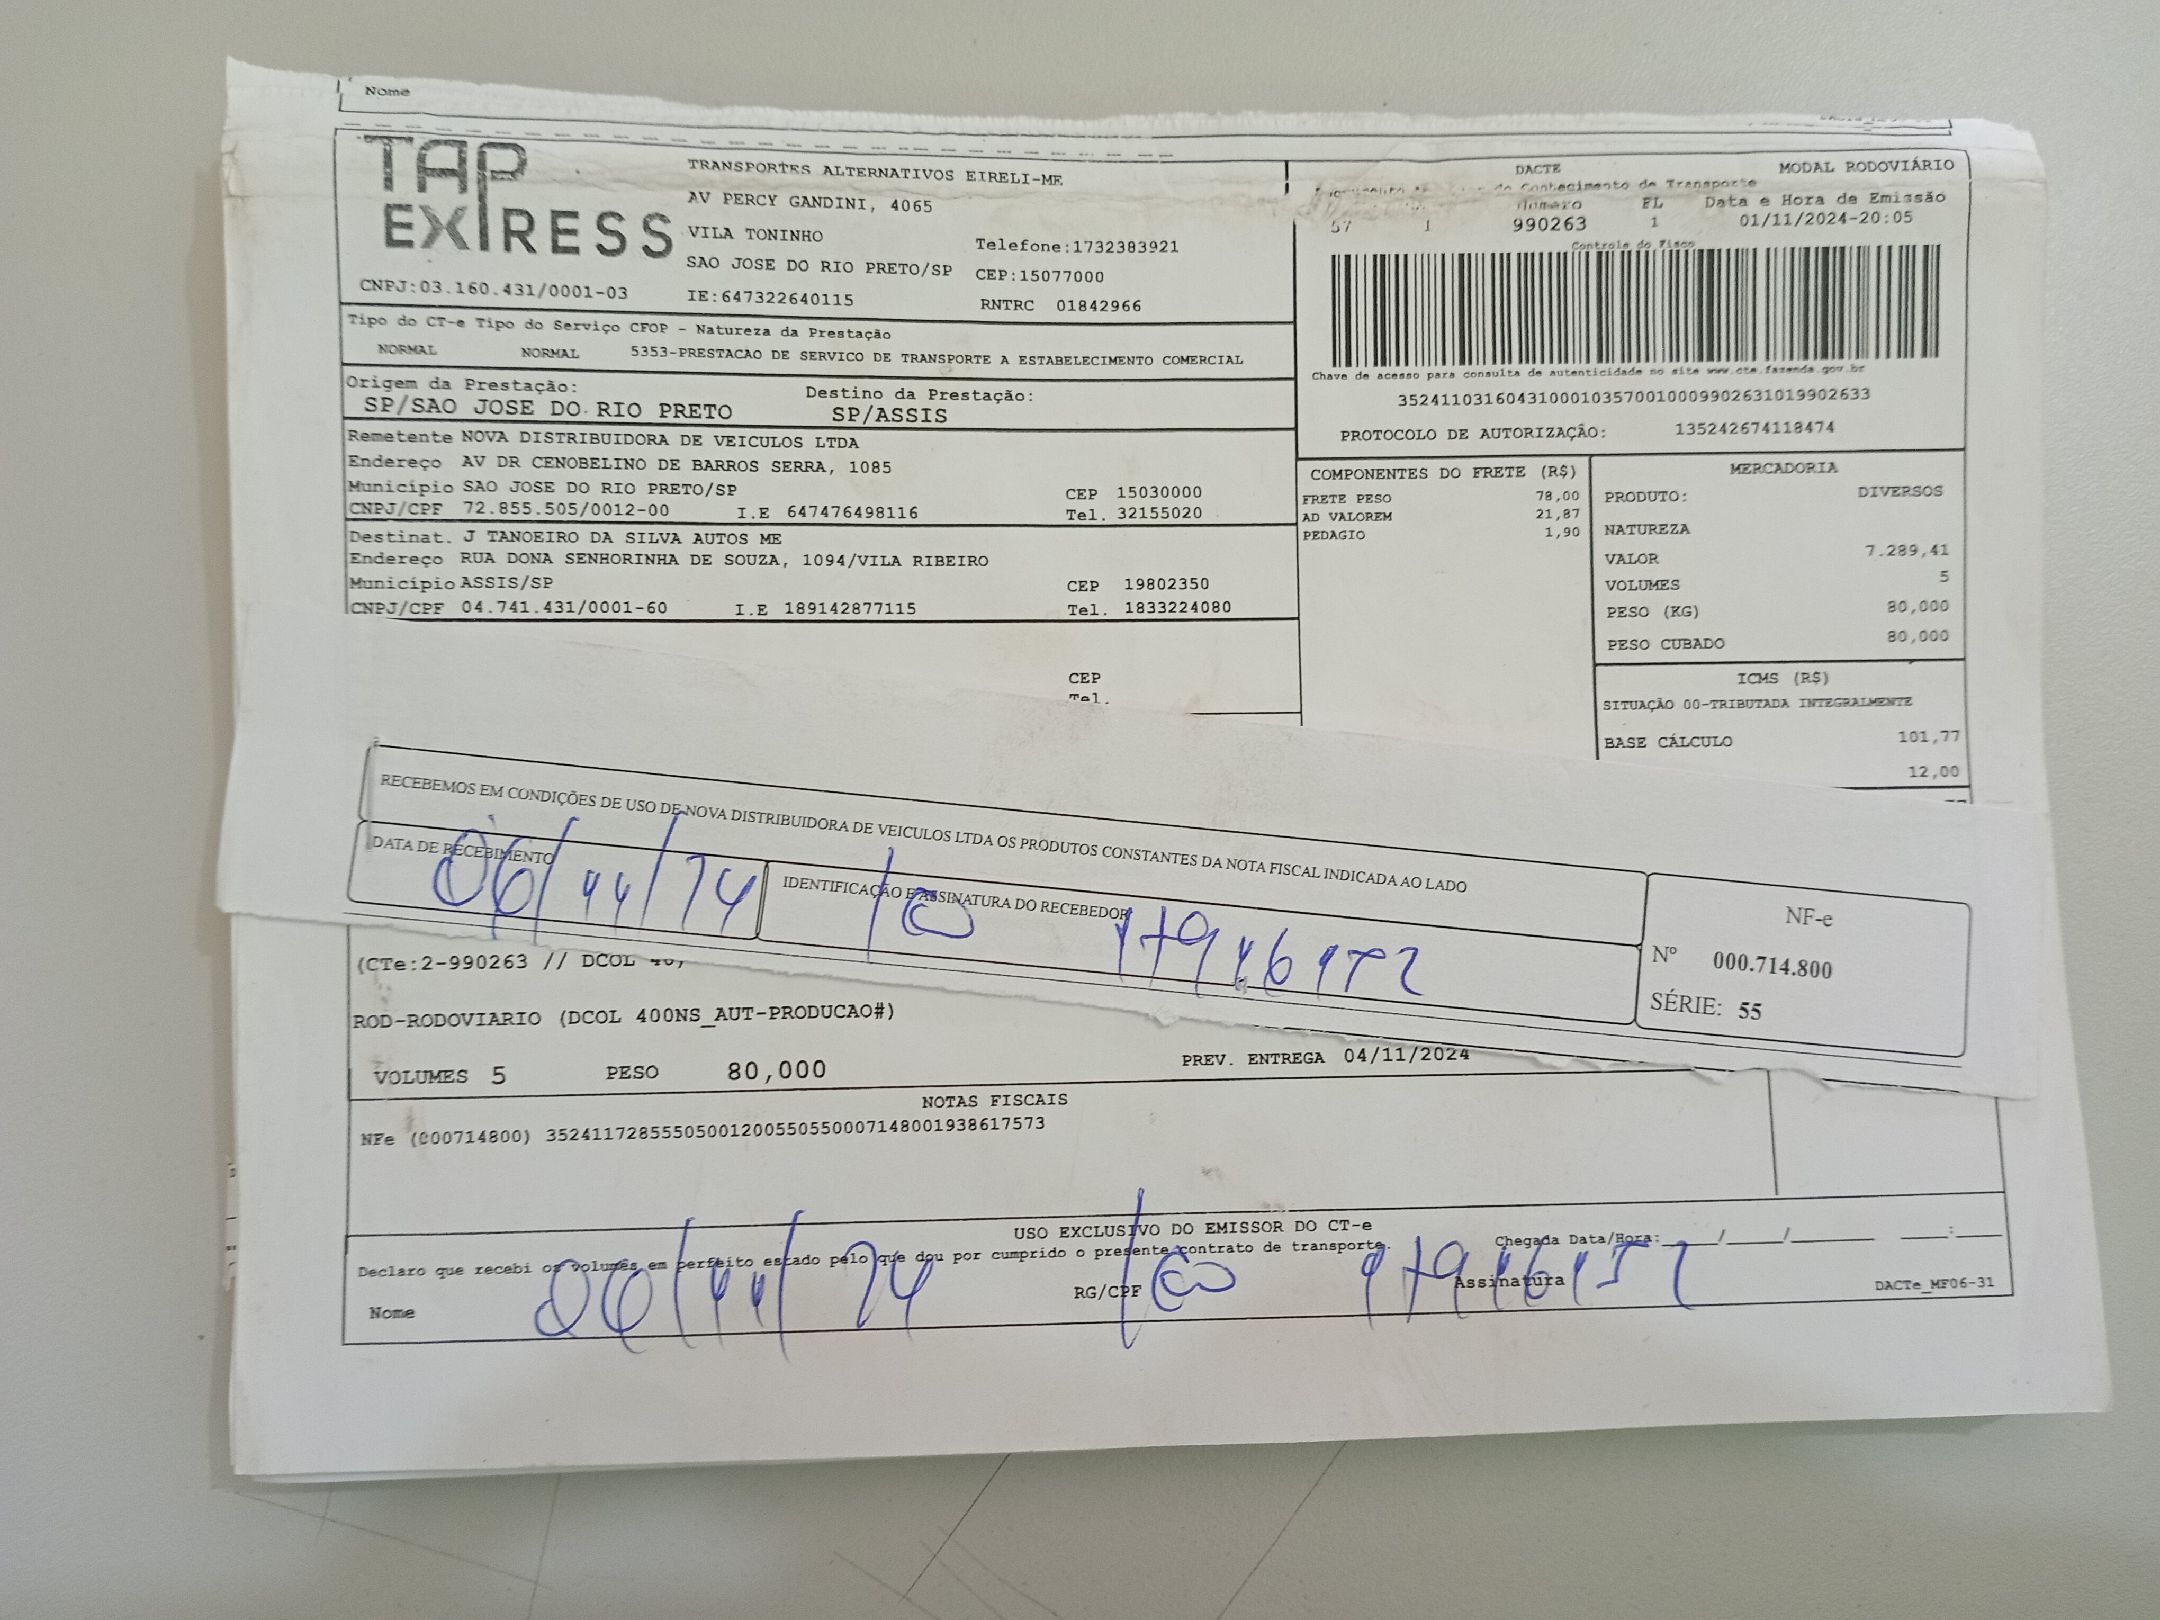 Nome
TAP EXPRESS
TRANSPORTES ALTERNATIVOS EIRELI-ME
AV PERCY GANDINI, 4065
VILA TONINHO
Telefone:1732383921
SAO JOSE DO RIO PRETO/SP CEP:15077000
CNPJ:03.160.431/0001-03 IE:647322640115 RNTRC 01842966
DACTE MODAL RODOVIÁRIO
Conhecimento de Transporte
Número FL Data e Hora de Emissão
57 1 990263 1 01/11/2024-20:05
Controle do Fisco
Chave de acesso para consulta de autenticidade no site www.cte.fazenda.gov.br
35241103160431000103570010009902631019902633
PROTOCOLO DE AUTORIZAÇÃO: 135242674118474
Tipo do CT-e Tipo do Serviço CFOP - Natureza da Prestação
NORMAL NORMAL 5353-PRESTACAO DE SERVICO DE TRANSPORTE A ESTABELECIMENTO COMERCIAL
Origem da Prestação: Destino da Prestação:
SP/SAO JOSE DO RIO PRETO SP/ASSIS
Remetente NOVA DISTRIBUIDORA DE VEICULOS LTDA
Endereço AV DR CENOBELINO DE BARROS SERRA, 1085
Município SAO JOSE DO RIO PRETO/SP CEP 15030000
CNPJ/CPF 72.855.505/0012-00 I.E 647476498116 Tel. 32155020
Destinat. J TANOEIRO DA SILVA AUTOS ME
Endereço RUA DONA SENHORINHA DE SOUZA, 1094/VILA RIBEIRO
Município ASSIS/SP CEP 19802350
CNPJ/CPF 04.741.431/0001-60 I.E 189142877115 Tel. 1833224080
CEP
Tel.
COMPONENTES DO FRETE (R$)
FRETE PESO 78,00
AD VALOREM 21,87
PEDAGIO 1,90
MERCADORIA
PRODUTO: DIVERSOS
NATUREZA
VALOR 7.289,41
VOLUMES 5
PESO (KG) 80,000
PESO CUBADO 80,000
ICMS (R$)
SITUAÇÃO 00-TRIBUTADA INTEGRALMENTE
BASE CÁLCULO 101,77
12,00
RECEBEMOS EM CONDIÇÕES DE USO DE NOVA DISTRIBUIDORA DE VEICULOS LTDA OS PRODUTOS CONSTANTES DA NOTA FISCAL INDICADA AO LADO
DATA DE RECEBIMENTO
IDENTIFICAÇÃO E ASSINATURA DO RECEBEDOR
NF-e
Nº 000.714.800
SÉRIE: 55
(CTe:2-990263 // DCOL
ROD-RODOVIARIO (DCOL 400NS_AUT-PRODUCAO#)
VOLUMES 5 PESO 80,000 PREV. ENTREGA 04/11/2024
NOTAS FISCAIS
NFe (000714800) 35241172855505001200550550007148001938617573
USO EXCLUSIVO DO EMISSOR DO CT-e
Declaro que recebi os volumes em perfeito estado pelo que dou por cumprido o presente contrato de transporte.
Chegada Data/Hora:____/____/______ ___:___
Nome RG/CPF Assinatura DACTe_MF06-31